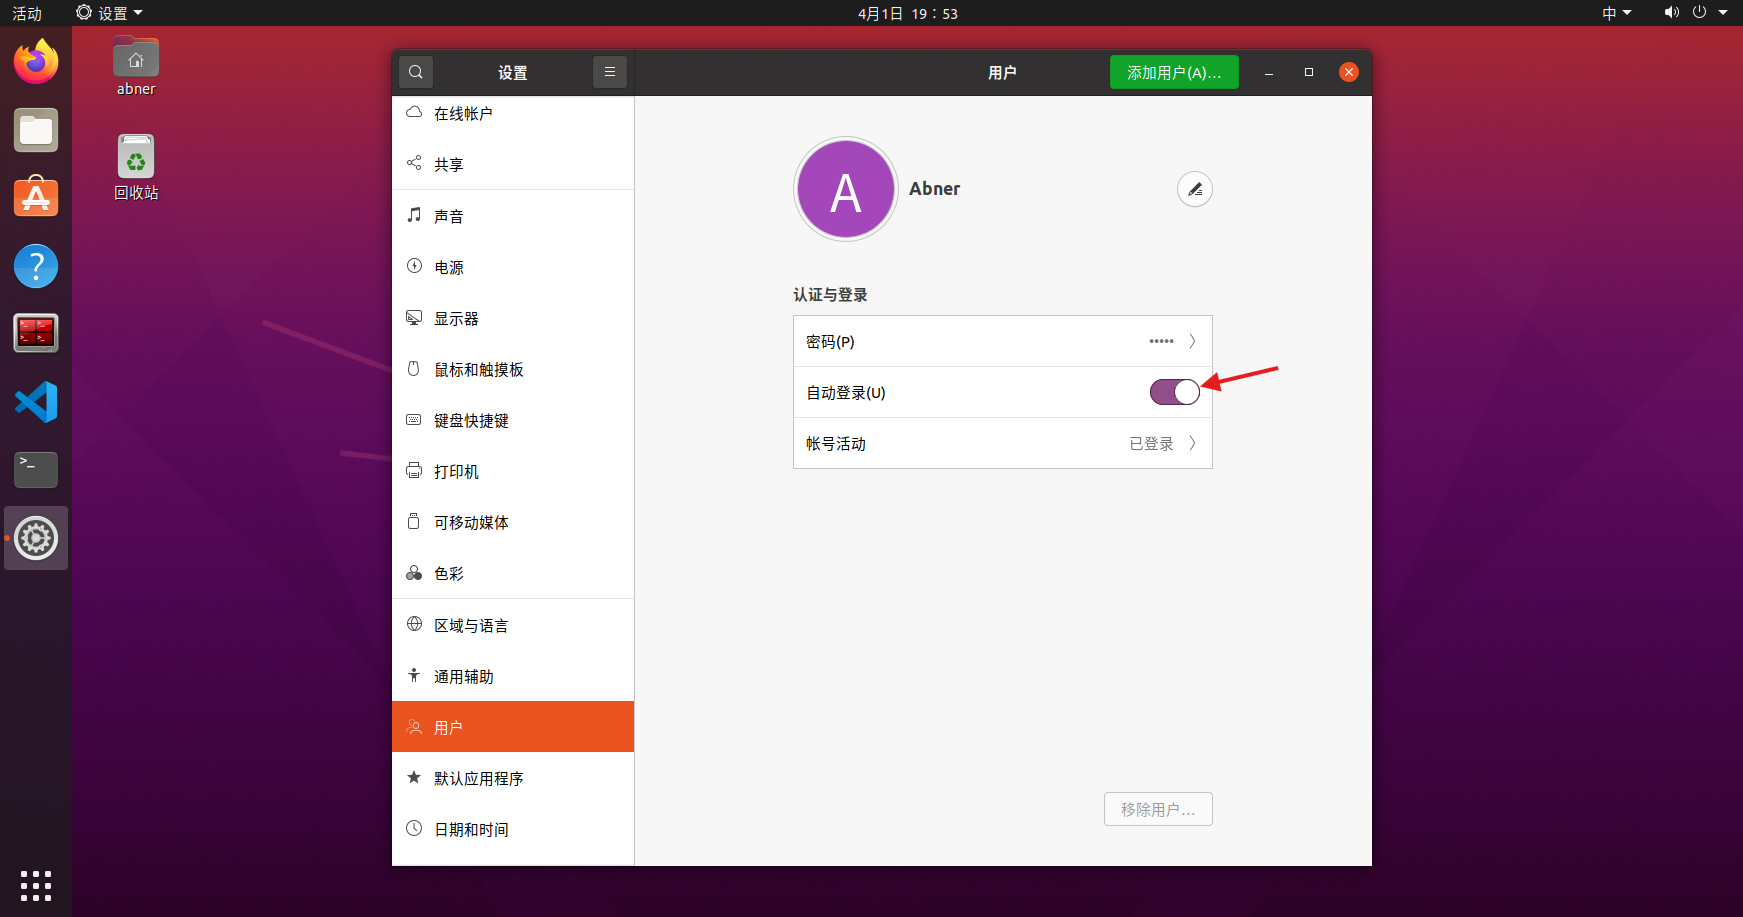 活动
设置
4月1日 19：53
中
abner
回收站
设置
用户
添加用户(A)…
在线帐户
共享
声音
电源
显示器
鼠标和触摸板
键盘快捷键
打印机
可移动媒体
色彩
区域与语言
通用辅助
用户
默认应用程序
日期和时间
A
Abner
认证与登录
密码(P) •••••
自动登录(U)
帐号活动 已登录
移除用户…